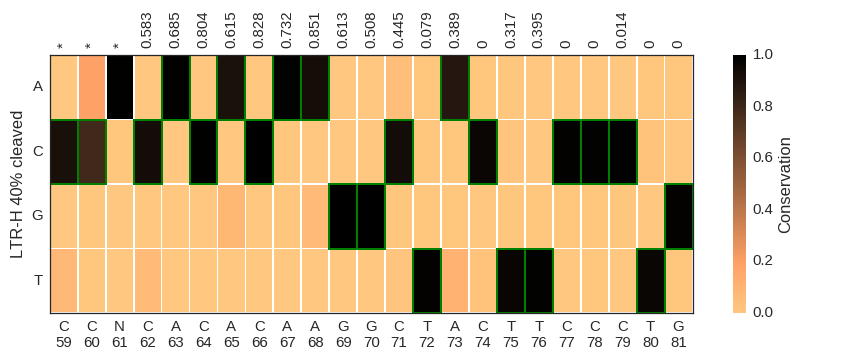 * * * 0.583 0.685 0.804 0.615 0.828 0.732 0.851 0.613 0.508 0.445 0.079 0.389 0 0.317 0.395 0 0 0.014 0 0
LTR-H 40% cleaved
A
C
G
T
C C N C A C A C A A G G C T A C T T C C C T G
59 60 61 62 63 64 65 66 67 68 69 70 71 72 73 74 75 76 77 78 79 80 81
1.0
0.8
0.6
0.4
0.2
0.0
Conservation